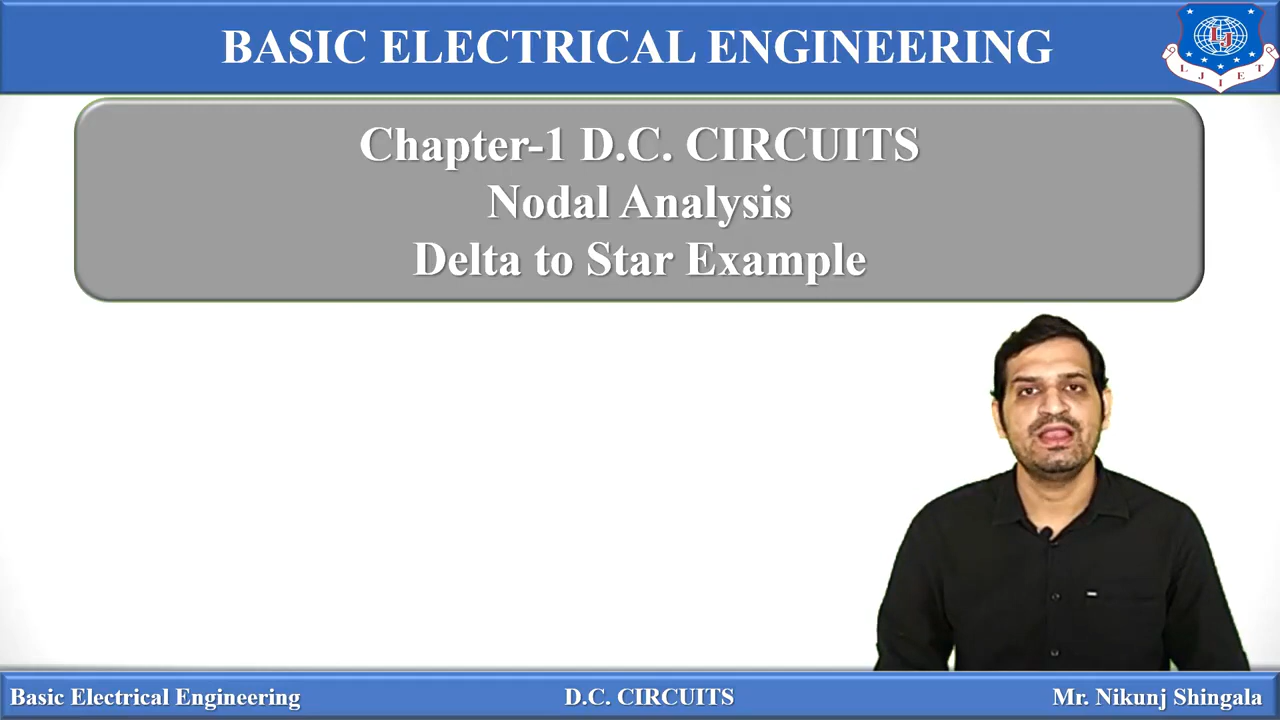 BASIC ELECTRICAL ENGINEERING
LJ
L J I E T
Chapter-1 D.C. CIRCUITS
Nodal Analysis
Delta to Star Example
Basic Electrical Engineering D.C. CIRCUITS Mr. Nikunj Shingala